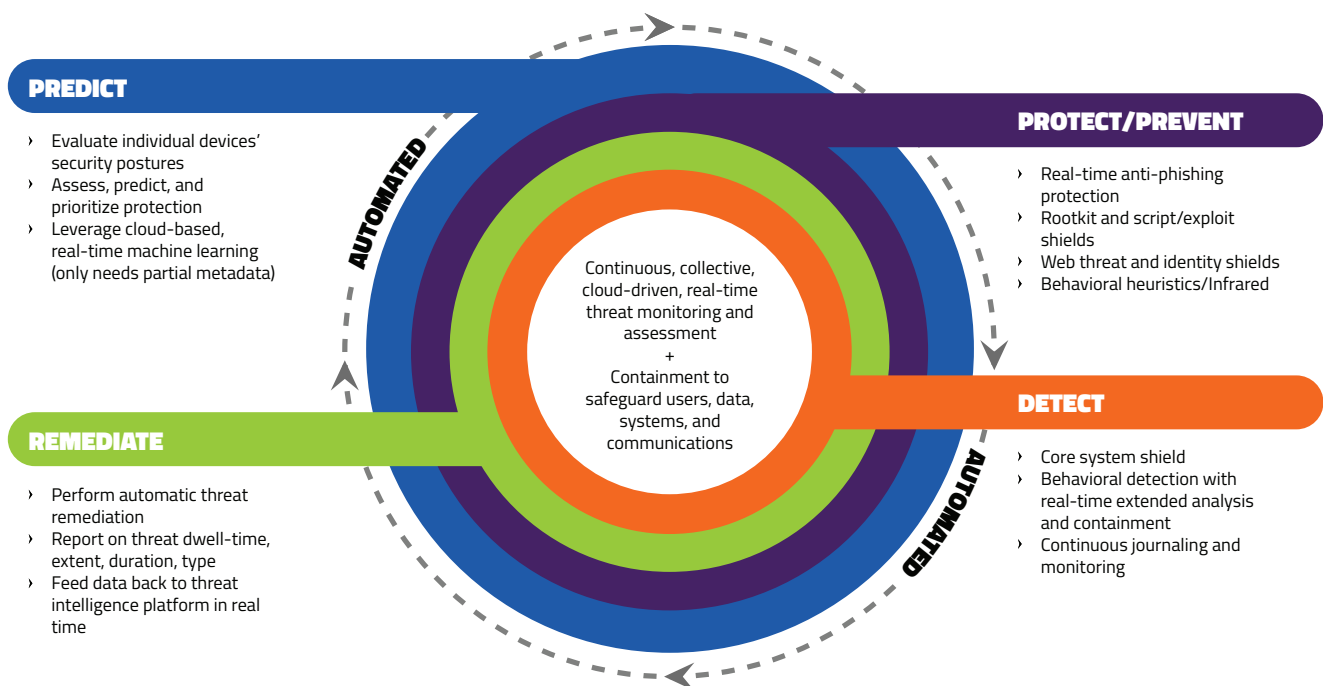 PREDICT
› Evaluate individual devices’
security postures
› Assess, predict, and
prioritize protection
› Leverage cloud-based,
real-time machine learning
(only needs partial metadata)
AUTOMATED
PROTECT/PREVENT
› Real-time anti-phishing
protection
› Rootkit and script/exploit
shields
› Web threat and identity shields
› Behavioral heuristics/Infrared
Continuous, collective,
cloud-driven, real-time
threat monitoring and
assessment
+
Containment to
safeguard users, data,
systems, and
communications
DETECT
› Core system shield
› Behavioral detection with
real-time extended analysis
and containment
› Continuous journaling and
monitoring
AUTOMATED
REMEDIATE
› Perform automatic threat
remediation
› Report on threat dwell-time,
extent, duration, type
› Feed data back to threat
intelligence platform in real
time